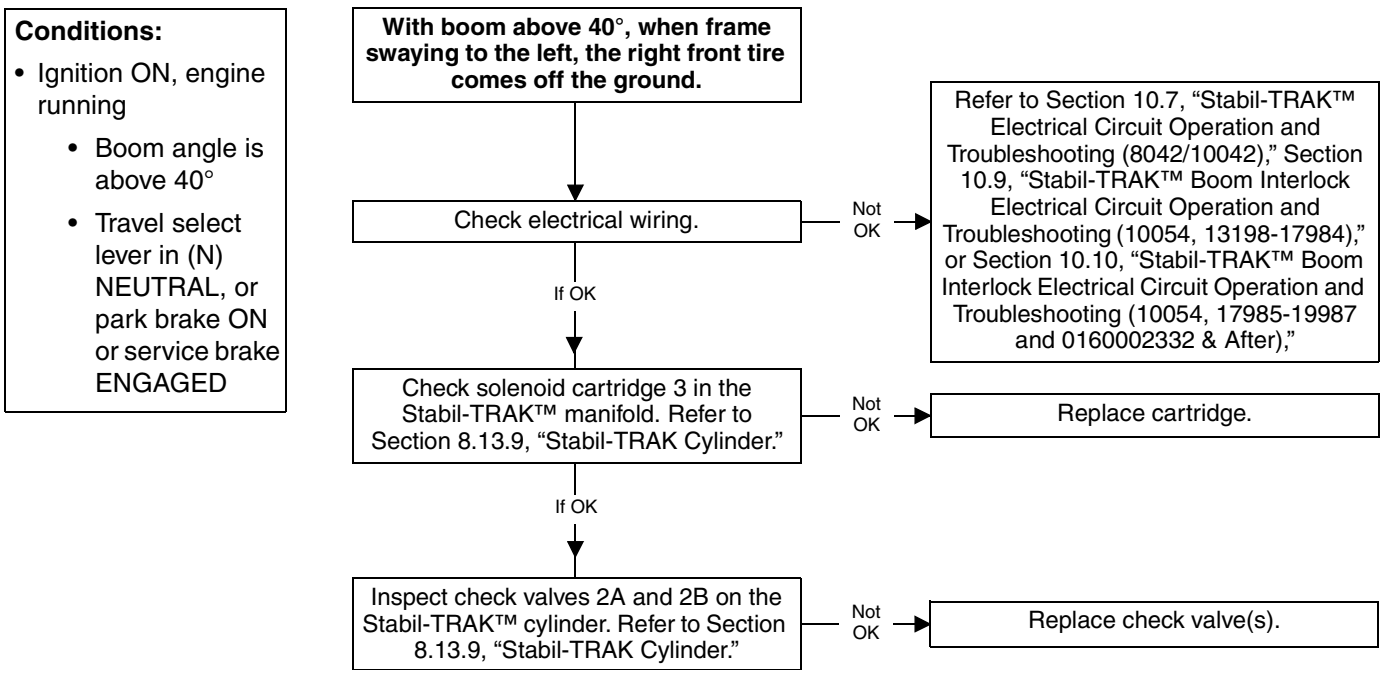 Conditions:
• Ignition ON, engine
running
• Boom angle is
above 40°
• Travel select
lever in (N)
NEUTRAL, or
park brake ON
or service brake
ENGAGED
With boom above 40°, when frame
swaying to the left, the right front tire
comes off the ground.
Check electrical wiring.
Not
OK
Refer to Section 10.7, “Stabil-TRAK™
Electrical Circuit Operation and
Troubleshooting (8042/10042),” Section
10.9, “Stabil-TRAK™ Boom Interlock
Electrical Circuit Operation and
Troubleshooting (10054, 13198-17984),”
or Section 10.10, “Stabil-TRAK™ Boom
Interlock Electrical Circuit Operation and
Troubleshooting (10054, 17985-19987
and 0160002332 & After),”
If OK
Check solenoid cartridge 3 in the
Stabil-TRAK™ manifold. Refer to
Section 8.13.9, “Stabil-TRAK Cylinder.”
Not
OK
Replace cartridge.
If OK
Inspect check valves 2A and 2B on the
Stabil-TRAK™ cylinder. Refer to Section
8.13.9, “Stabil-TRAK Cylinder.”
Not
OK
Replace check valve(s).